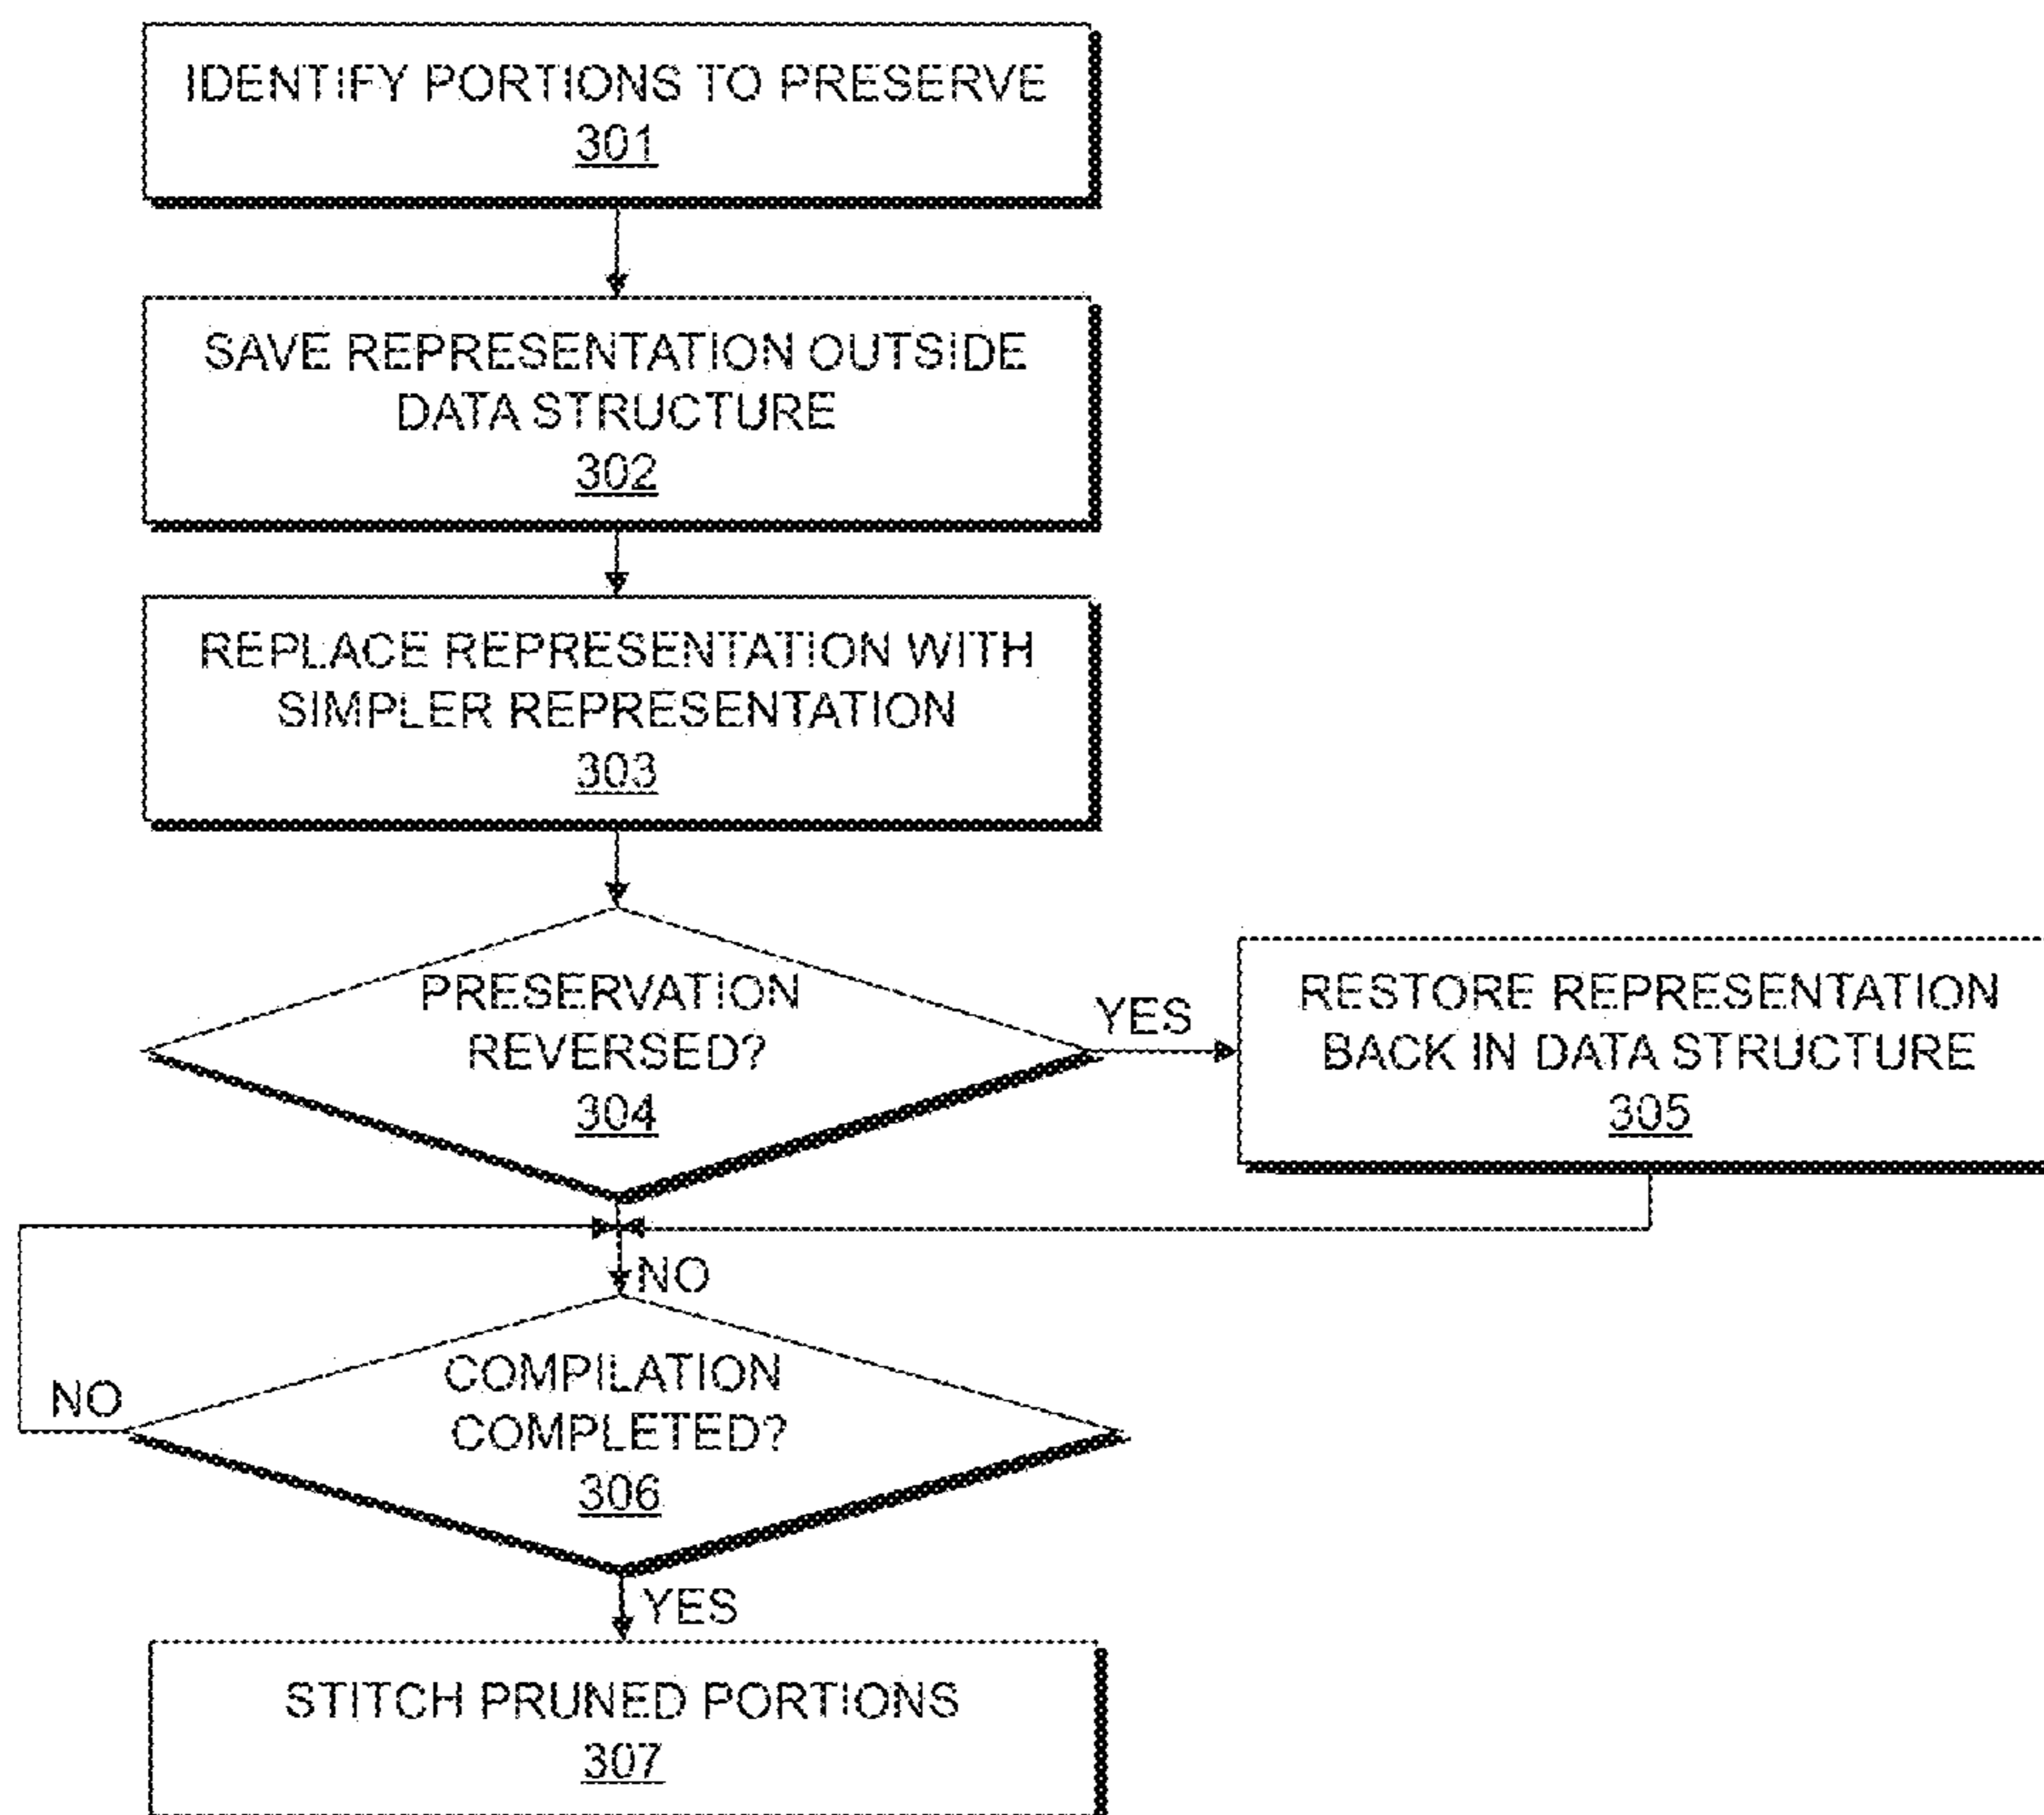 IDENTIFY PORTIONS TO PRESERVE
301
SAVE REPRESENTATION OUTSIDE
DATA STRUCTURE
302
REPLACE REPRESENTATION WITH
SIMPLER REPRESENTATION
303
PRESERVATION
REVERSED?
304
YES
RESTORE REPRESENTATION
BACK IN DATA STRUCTURE
305
NO
COMPILATION
COMPLETED?
306
NO
YES
STITCH PRUNED PORTIONS
307